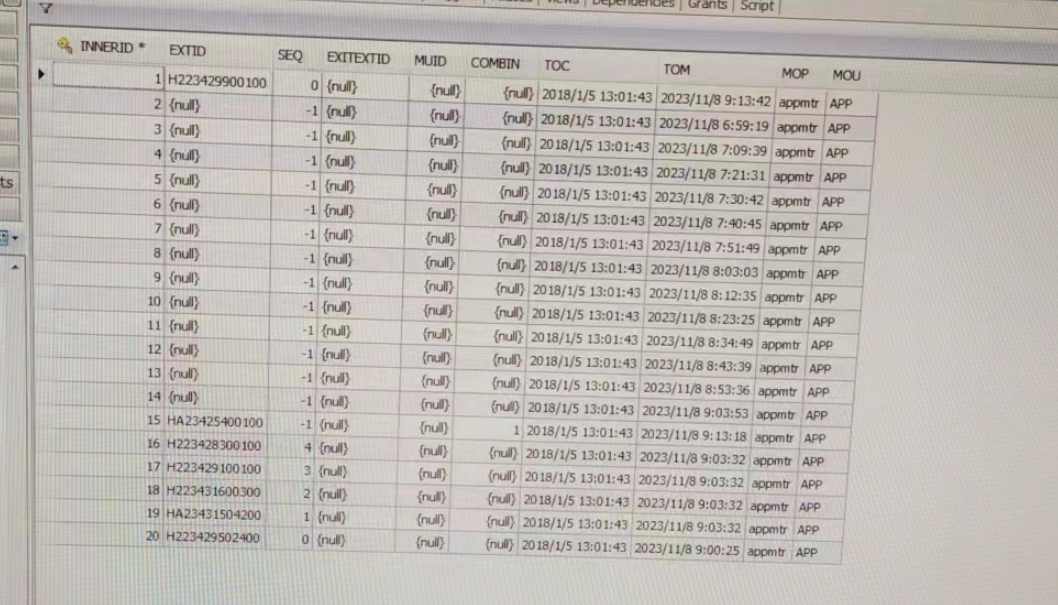 Views | Dependencies | Grants | Script
INNERID * EXTID SEQ EXITEXTID MUID COMBIN TOC TOM MOP MOU
1 H223429900100 0 {null} {null} {null} 2018/1/5 13:01:43 2023/11/8 9:13:42 appmtr APP
2 {null} -1 {null} {null} {null} 2018/1/5 13:01:43 2023/11/8 6:59:19 appmtr APP
3 {null} -1 {null} {null} {null} 2018/1/5 13:01:43 2023/11/8 7:09:39 appmtr APP
4 {null} -1 {null} {null} {null} 2018/1/5 13:01:43 2023/11/8 7:21:31 appmtr APP
5 {null} -1 {null} {null} {null} 2018/1/5 13:01:43 2023/11/8 7:30:42 appmtr APP
6 {null} -1 {null} {null} {null} 2018/1/5 13:01:43 2023/11/8 7:40:45 appmtr APP
7 {null} -1 {null} {null} {null} 2018/1/5 13:01:43 2023/11/8 7:51:49 appmtr APP
8 {null} -1 {null} {null} {null} 2018/1/5 13:01:43 2023/11/8 8:03:03 appmtr APP
9 {null} -1 {null} {null} {null} 2018/1/5 13:01:43 2023/11/8 8:12:35 appmtr APP
10 {null} -1 {null} {null} {null} 2018/1/5 13:01:43 2023/11/8 8:23:25 appmtr APP
11 {null} -1 {null} {null} {null} 2018/1/5 13:01:43 2023/11/8 8:34:49 appmtr APP
12 {null} -1 {null} {null} {null} 2018/1/5 13:01:43 2023/11/8 8:43:39 appmtr APP
13 {null} -1 {null} {null} {null} 2018/1/5 13:01:43 2023/11/8 8:53:36 appmtr APP
14 {null} -1 {null} {null} {null} 2018/1/5 13:01:43 2023/11/8 9:03:53 appmtr APP
15 HA23425400100 -1 {null} {null} 1 2018/1/5 13:01:43 2023/11/8 9:13:18 appmtr APP
16 H223428300100 4 {null} {null} {null} 2018/1/5 13:01:43 2023/11/8 9:03:32 appmtr APP
17 H223429100100 3 {null} {null} {null} 2018/1/5 13:01:43 2023/11/8 9:03:32 appmtr APP
18 H223431600300 2 {null} {null} {null} 2018/1/5 13:01:43 2023/11/8 9:03:32 appmtr APP
19 HA23431504200 1 {null} {null} {null} 2018/1/5 13:01:43 2023/11/8 9:03:32 appmtr APP
20 H223429502400 0 {null} {null} {null} 2018/1/5 13:01:43 2023/11/8 9:00:25 appmtr APP
ts